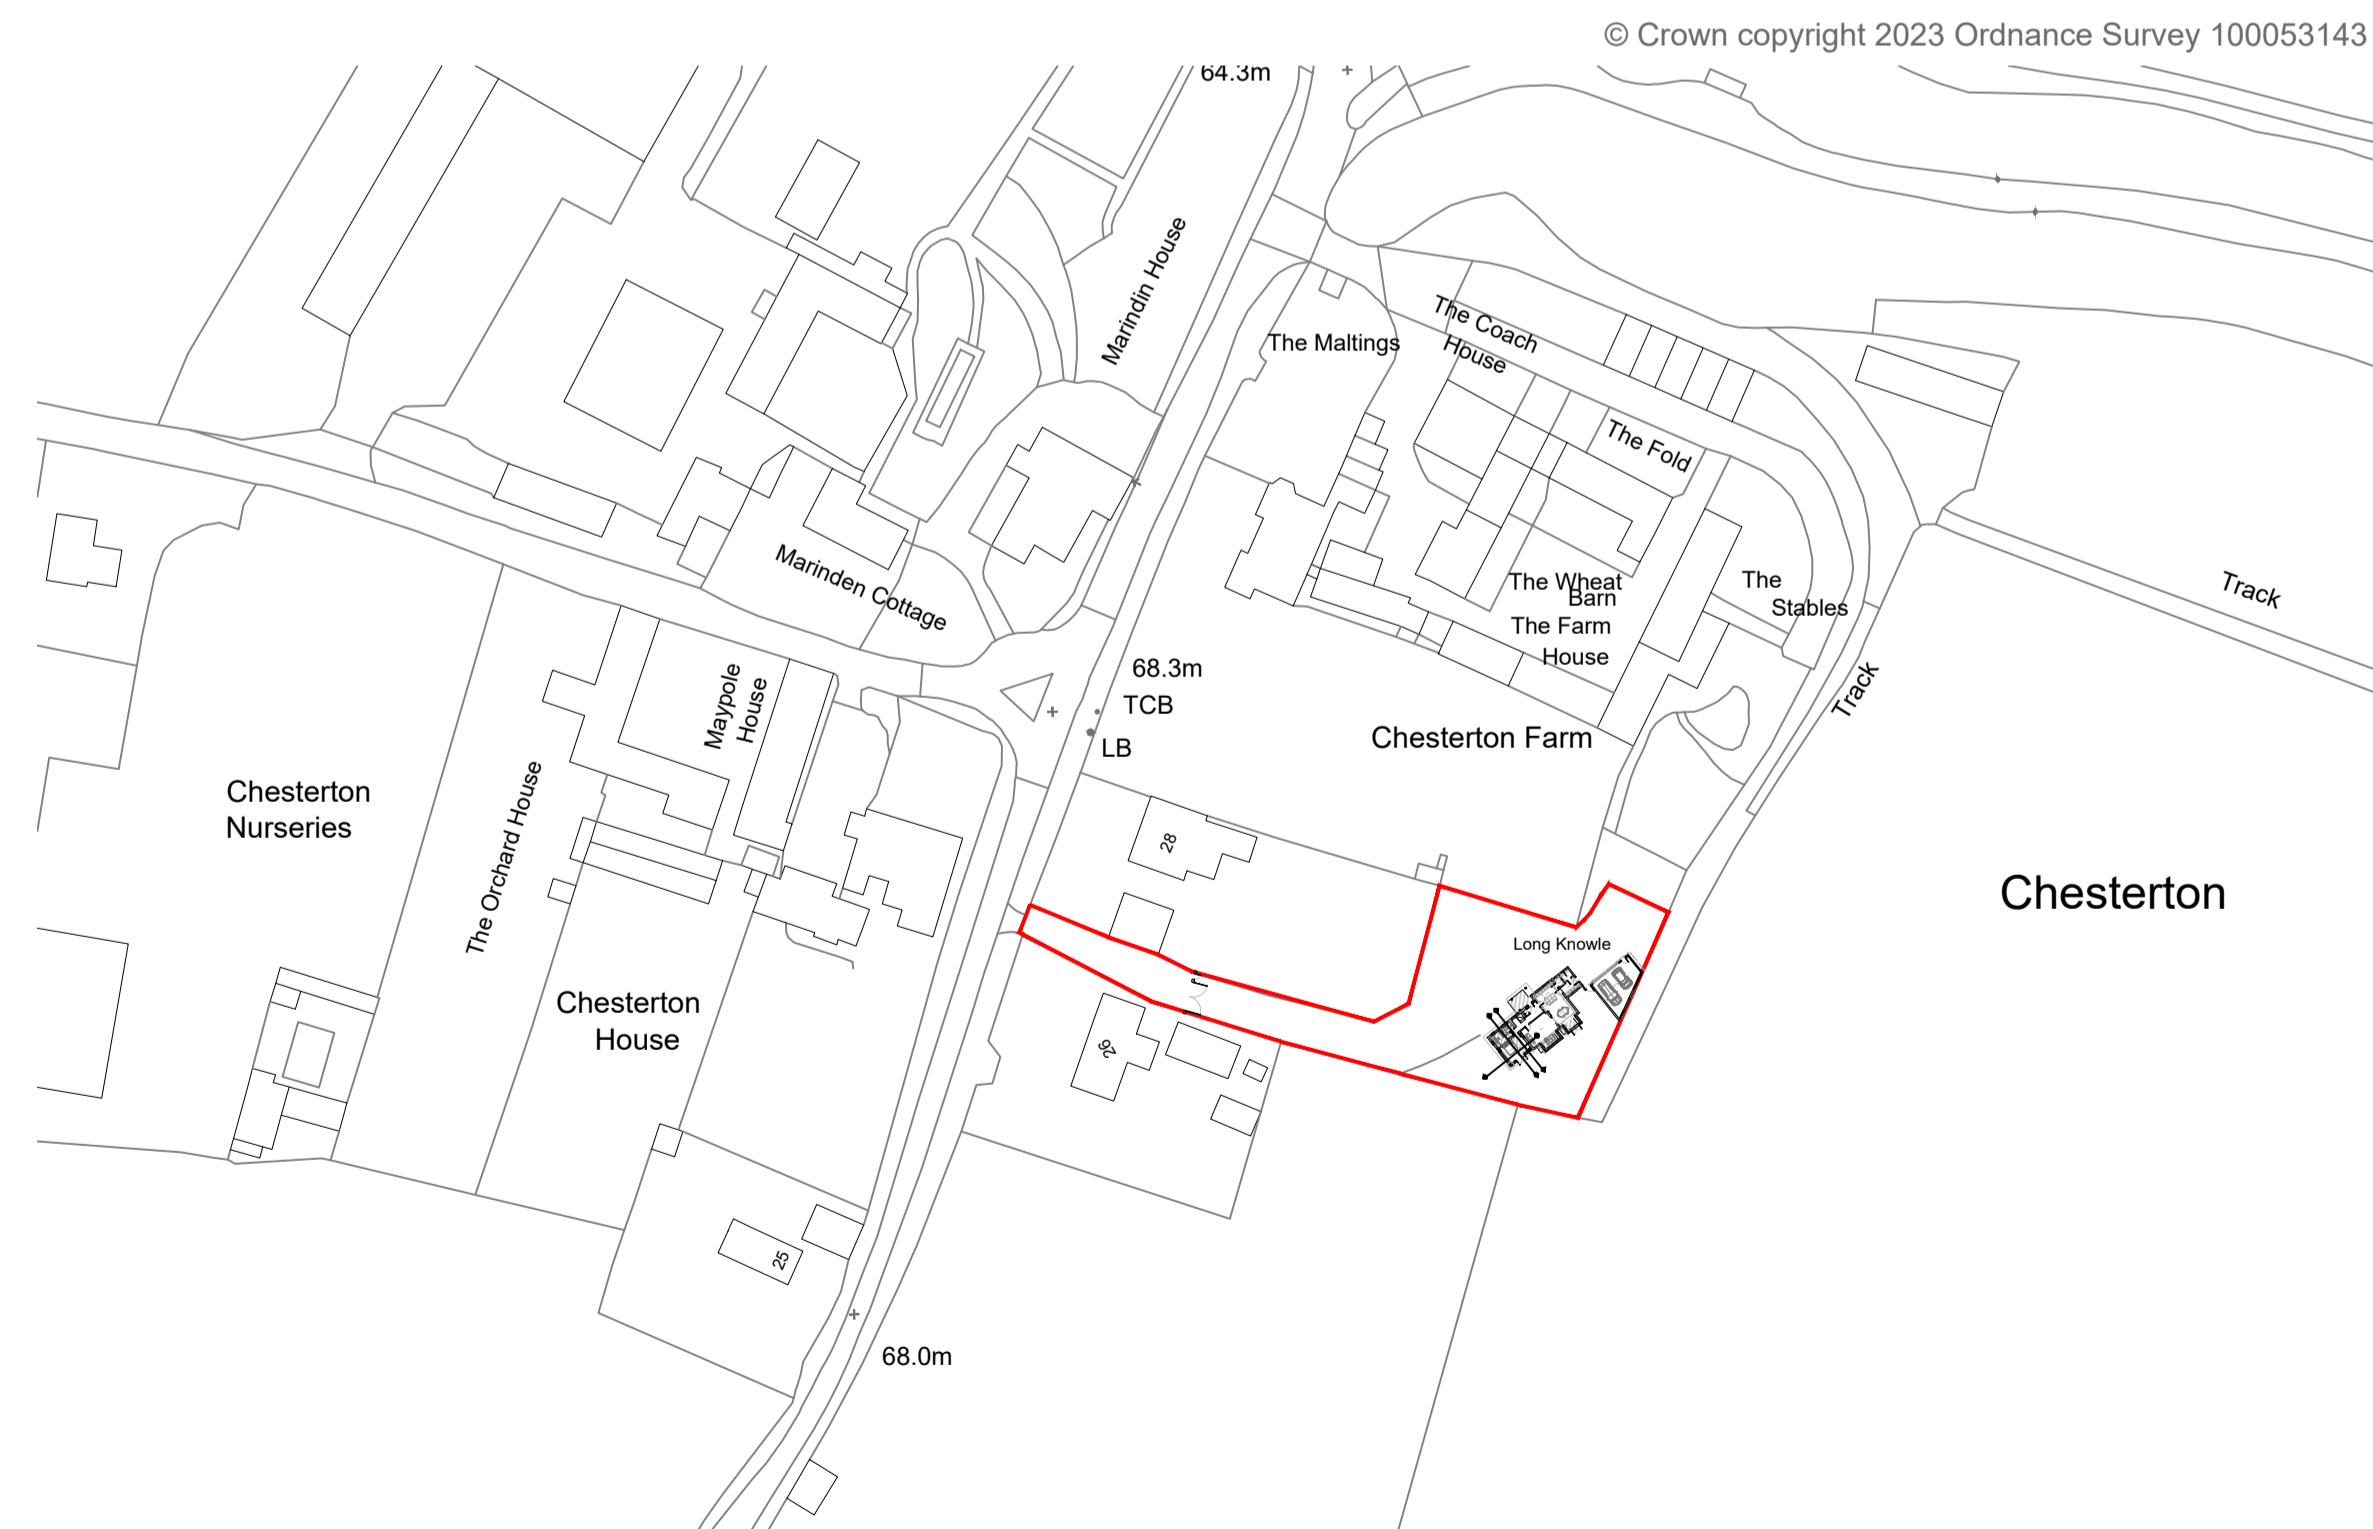 © Crown copyright 2023 Ordnance Survey 100053143
64.3m
Marindin House
The Maltings
The Coach
House
The Fold
Marinden Cottage
The Wheat
Barn
The
Stables
Track
The Farm
House
68.3m
TCB
LB
Track
Maypole
House
Chesterton Farm
Chesterton
Nurseries
The Orchard House
28
Chesterton
Long Knowle
Chesterton
House
26
25
68.0m